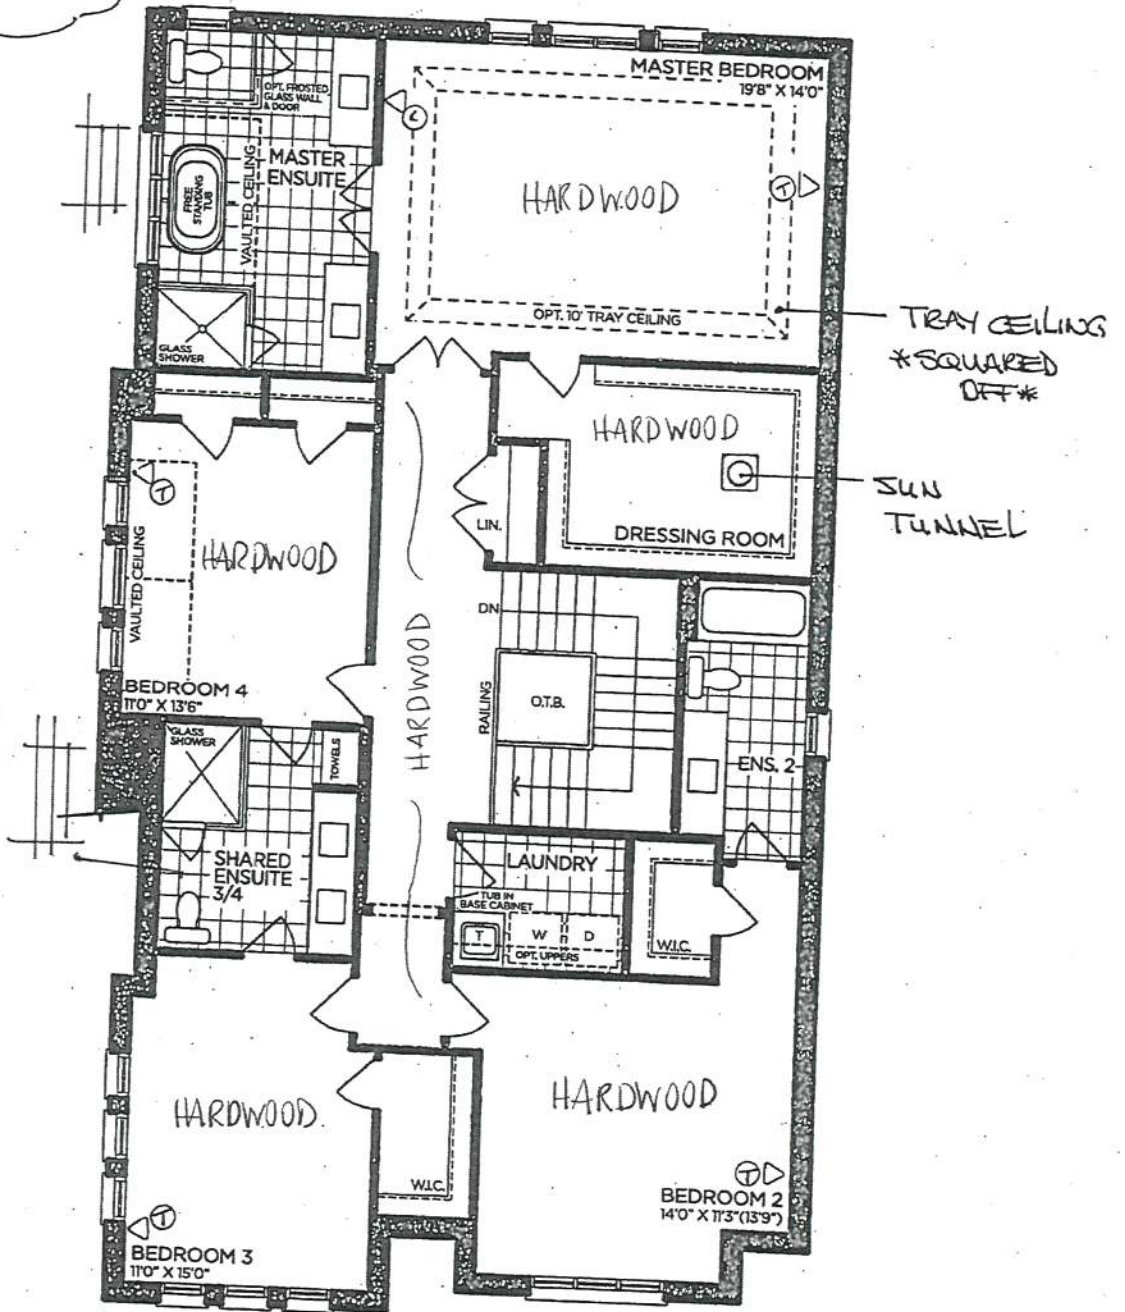 MASTER BEDROOM
19'8" X 14'0"
OPT. FROSTED
GLASS WALL
& DOOR
MASTER
ENSUITE
FREE
STANDING
TUB
VAULTED CEILING
HARDWOOD
T
OPT. 10' TRAY CEILING
TRAY CEILING
*SQUARED
OFF*
GLASS
SHOWER
HARDWOOD
SUN
TUNNEL
DRESSING ROOM
LIN.
T
VAULTED CEILING
HARDWOOD
BEDROOM 4
11'0" X 13'6"
HARDWOOD
DN
RAILING
O.T.B.
ENS. 2
GLASS
SHOWER
TOWELS
SHARED
ENSUITE
3/4
LAUNDRY
TUB IN
BASE CABINET
T
W
D
OPT. UPPERS
W.I.C.
HARDWOOD.
HARDWOOD
W.I.C.
T
BEDROOM 2
14'0" X 11'3"(13'9")
T
BEDROOM 3
11'0" X 15'0"